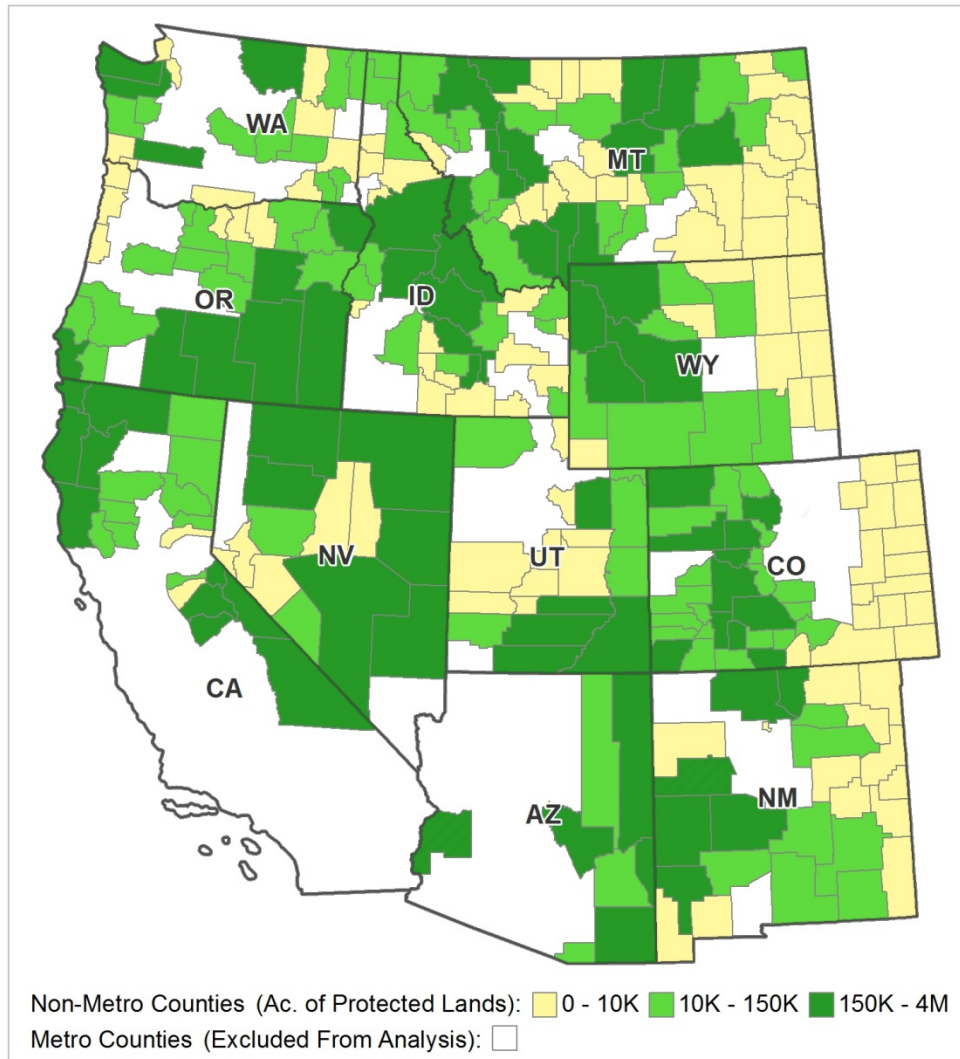 WA
MT
OR
ID
WY
NV
UT
CO
CA
AZ
NM
Non-Metro Counties (Ac. of Protected Lands): 0 - 10K 10K - 150K 150K - 4M
Metro Counties (Excluded From Analysis):